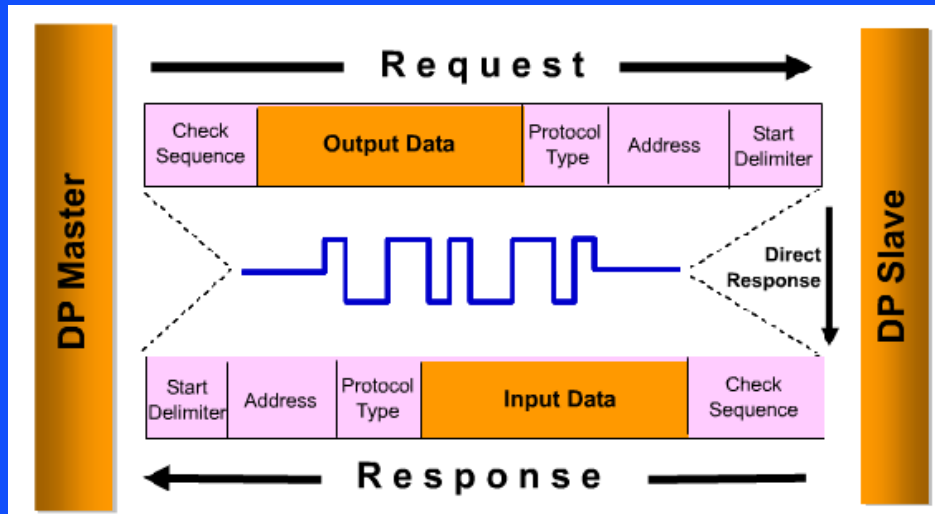 Request
DP Master
Check
Sequence
Output Data
Protocol
Type
Address
Start
Delimiter
DP Slave
Direct
Response
Start
Delimiter
Address
Protocol
Type
Input Data
Check
Sequence
Response